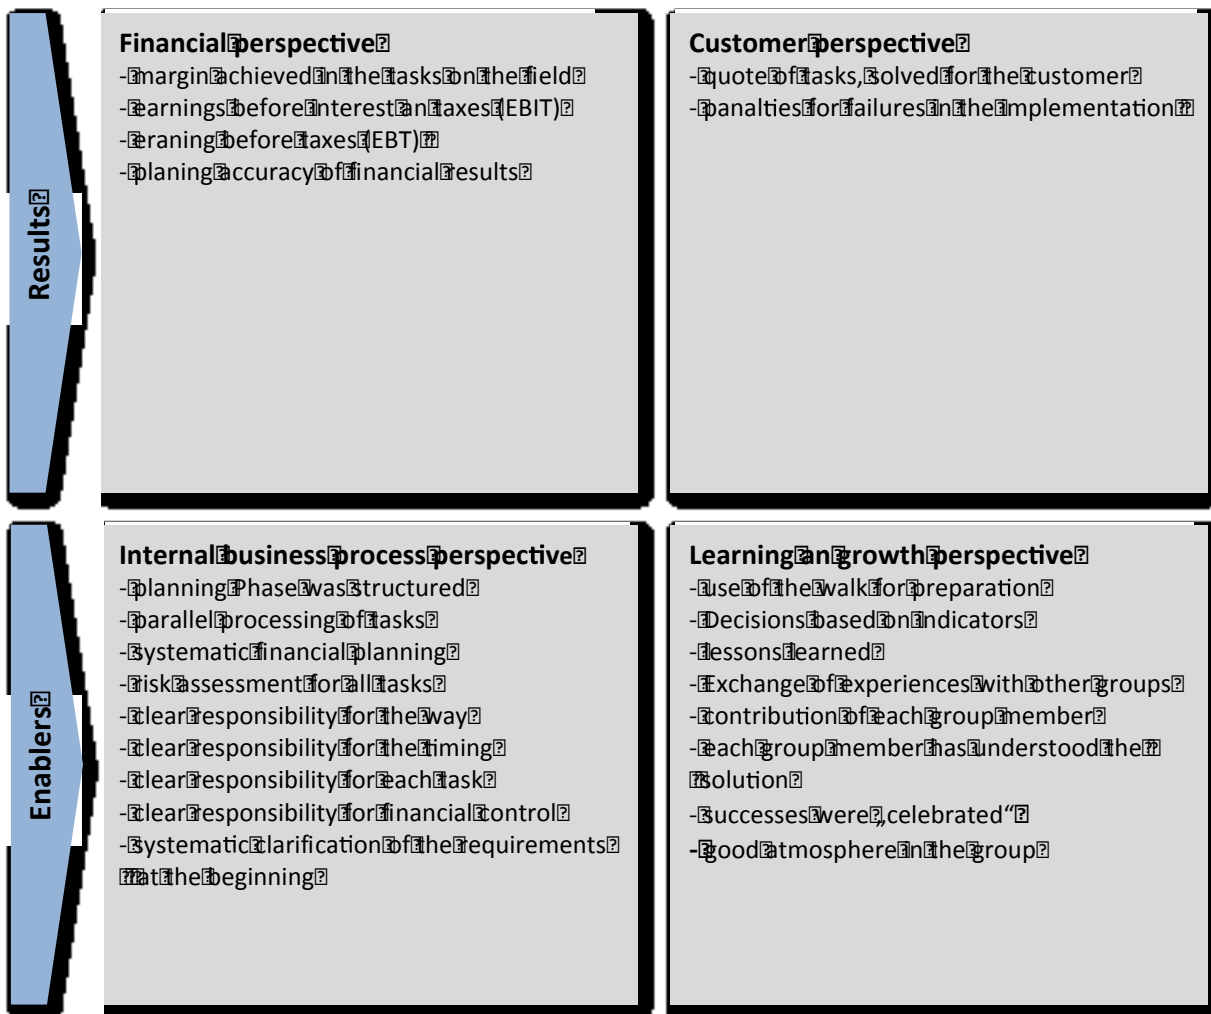 Results
Financial perspective
- margin achieved in the tasks on the field
- earnings before interest an taxes (EBIT)
- eraning before taxes (EBT)
- planing accuracy of financial results
Customer perspective
- quote of tasks, solved for the customer
- panalties for failures in the implementation
Enablers
Internal business process perspective
- planning Phase was structured
- parallel processing of tasks
- systematic financial planning
- risk assessment for all tasks
- clear responsibility for the way
- clear responsibility for the timing
- clear responsibility for each task
- clear responsibility for financial control
- systematic clarification of the requirements
at the beginning
Learning an growth perspective
- use of the walk for preparation
- Decisions based on indicators
- lessons learned
- Exchange of experiences with other groups
- contribution of each group member
- each group member has understood the
solution
- successes were „celebrated“
- good atmosphere in the group